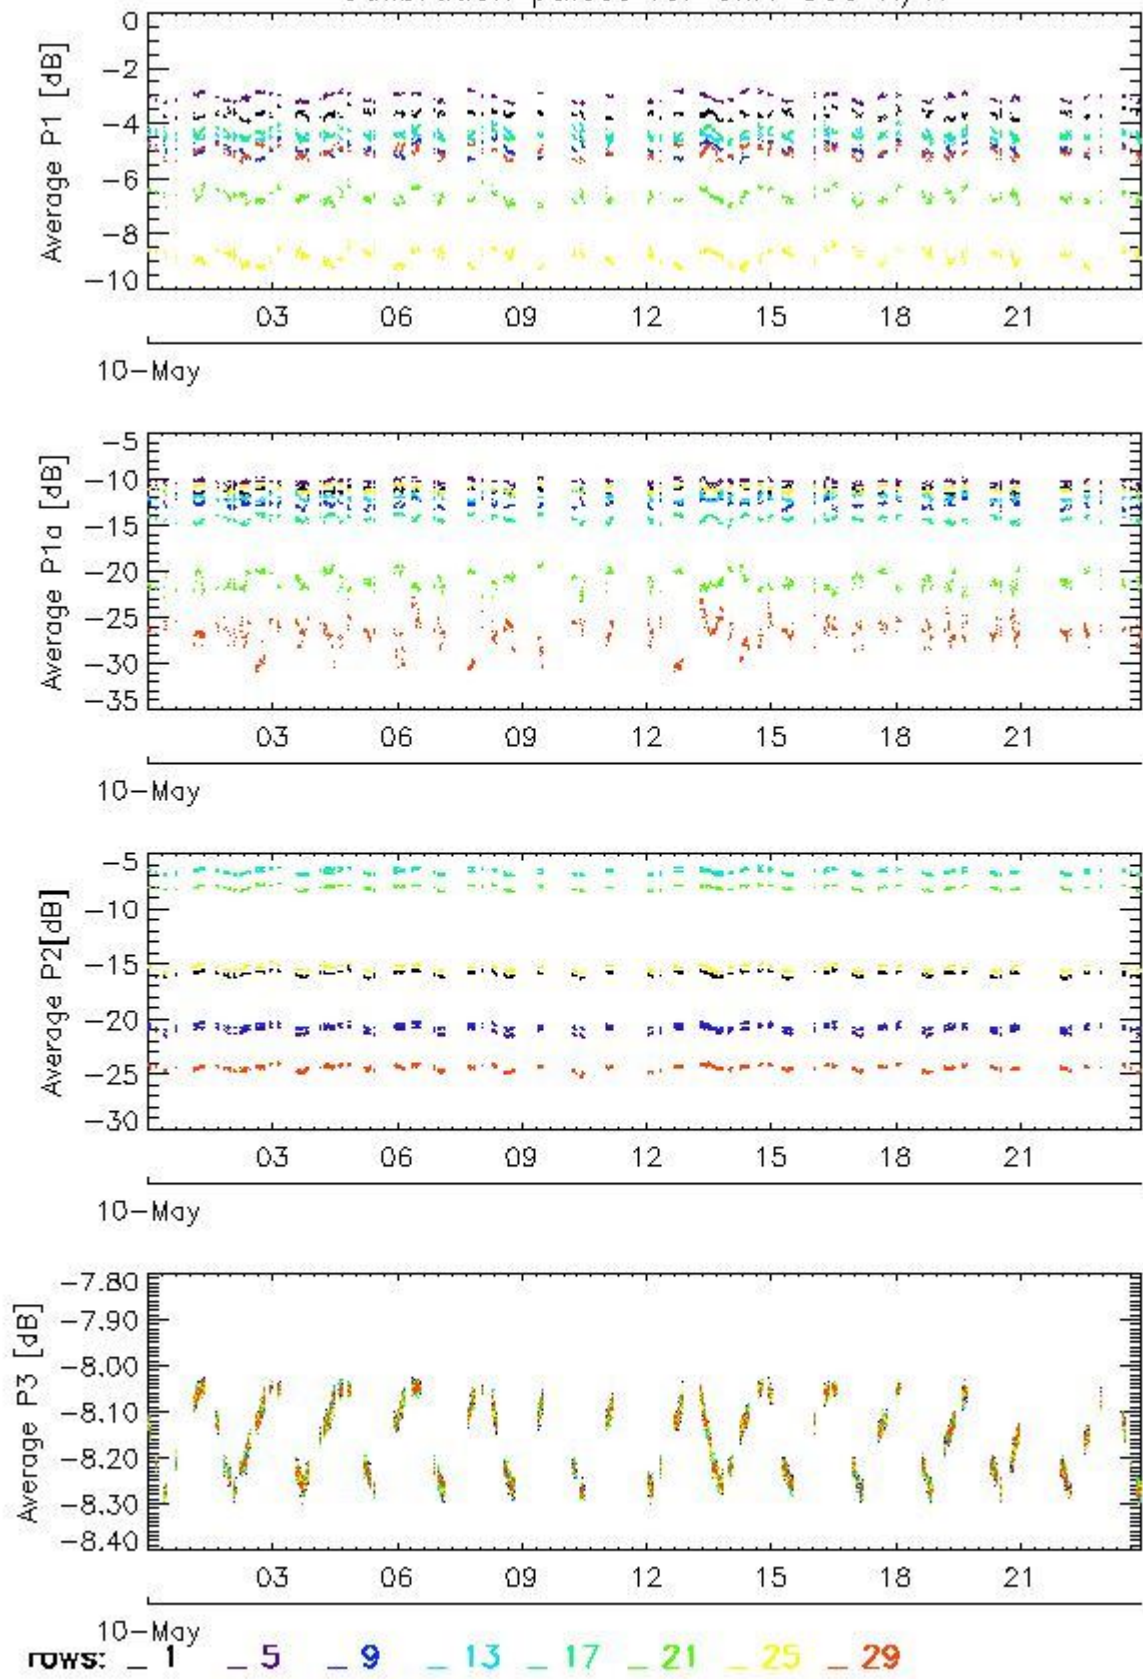 0
-2
-4
-6
-8
-10
Average P1 [dB]
03 06 09 12 15 18 21
10-May
-5
-10
-15
-20
-25
-30
-35
Average P1a [dB]
03 06 09 12 15 18 21
10-May
-5
-10
-15
-20
-25
-30
Average P2[dB]
03 06 09 12 15 18 21
10-May
-7.80
-7.90
-8.00
-8.10
-8.20
-8.30
-8.40
Average P3 [dB]
03 06 09 12 15 18 21
10-May
rows: _ 1 _ 5 _ 9 _ 13 _ 17 _ 21 _ 25 _ 29